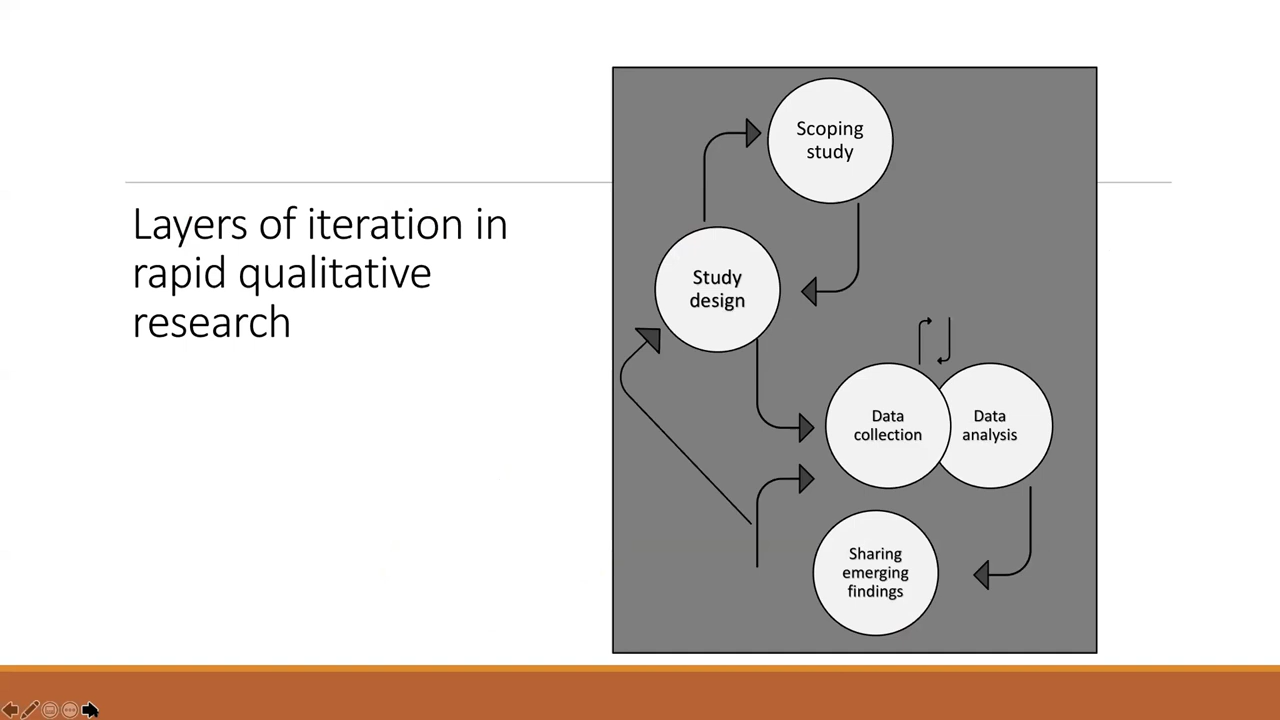 Layers of iteration in
rapid qualitative
research
Scoping
study
Study
design
Data
collection
Data
analysis
Sharing
emerging
findings